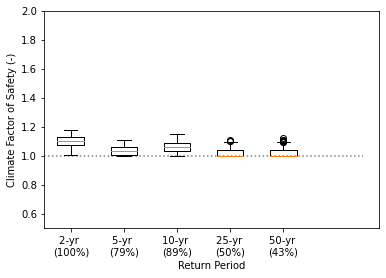 Climate Factor of Safety (-)
2.0
1.8
1.6
1.4
1.2
1.0
0.8
0.6
2-yr 5-yr 10-yr 25-yr 50-yr
(100%) (79%) (89%) (50%) (43%)
Return Period